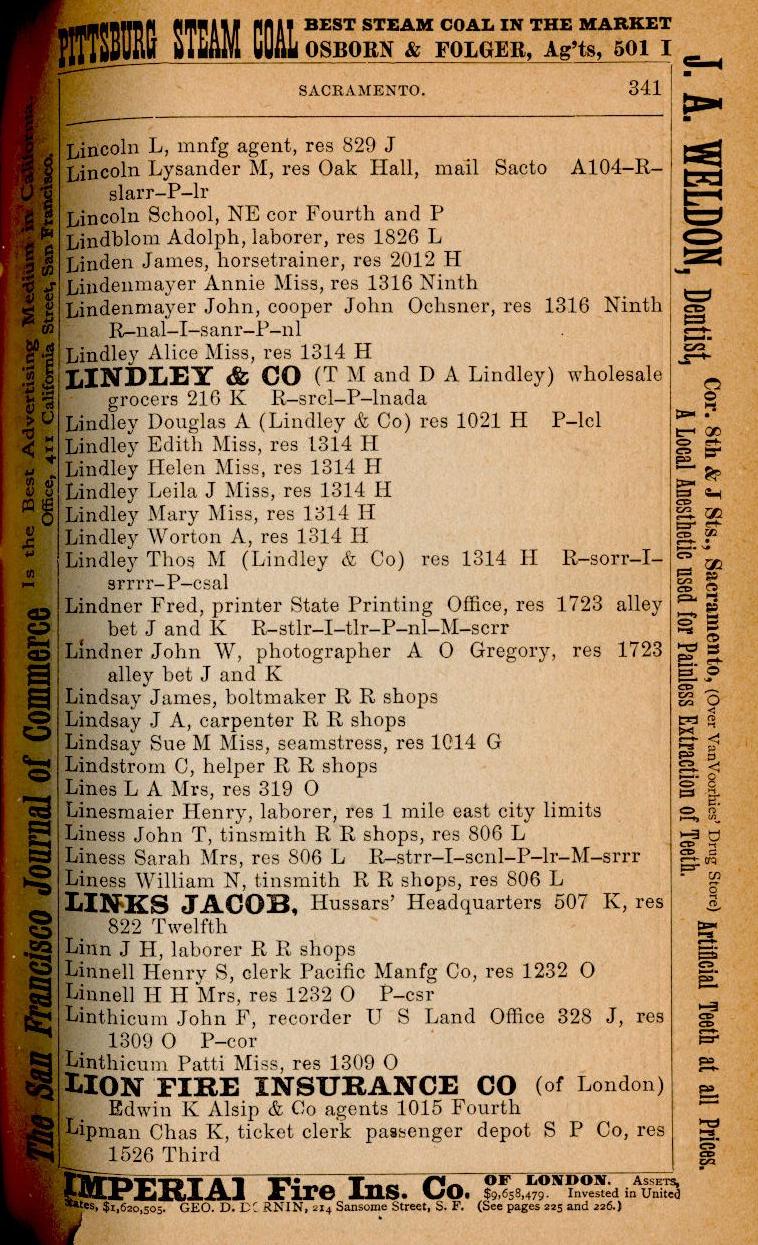 PITTSBURG STEAM COAL BEST STEAM COAL IN THE MARKET
OSBORN & FOLGER, Ag'ts, 501 I
SACRAMENTO. 341
Lincoln L, mnfg agent, res 829 J
Lincoln Lysander M, res Oak Hall, mail Sacto A104–R–
slarr–P–lr
Lincoln School, NE cor Fourth and P
Lindblom Adolph, laborer, res 1826 L
Linden James, horsetrainer, res 2012 H
Lindenmayer Annie Miss, res 1316 Ninth
Lindenmayer John, cooper John Ochsner, res 1316 Ninth
R–nal–I–sanr–P–nl
Lindley Alice Miss, res 1314 H
LINDLEY & CO (T M and D A Lindley) wholesale
grocers 216 K R–srcl–P–lnada
Lindley Douglas A (Lindley & Co) res 1021 H P–lcl
Lindley Edith Miss, res 1314 H
Lindley Helen Miss, res 1314 H
Lindley Leila J Miss, res 1314 H
Lindley Mary Miss, res 1314 H
Lindley Worton A, res 1314 H
Lindley Thos M (Lindley & Co) res 1314 H R–sorr–I–
srrrr–P–csal
Lindner Fred, printer State Printing Office, res 1723 alley
bet J and K R–stlr–I–tlr–P–nl–M–scrr
Lindner John W, photographer A O Gregory, res 1723
alley bet J and K
Lindsay James, boltmaker R R shops
Lindsay J A, carpenter R R shops
Lindsay Sue M Miss, seamstress, res 1014 G
Lindstrom C, helper R R shops
Lines L A Mrs, res 319 O
Linesmaier Henry, laborer, res 1 mile east city limits
Liness John T, tinsmith R R shops, res 806 L
Liness Sarah Mrs, res 806 L R–strr–I–scnl–P–lr–M–srrr
Liness William N, tinsmith R R shops, res 806 L
LINKS JACOB, Hussars' Headquarters 507 K, res
822 Twelfth
Linn J H, laborer R R shops
Linnell Henry S, clerk Pacific Manfg Co, res 1232 O
Linnell H H Mrs, res 1232 O P–csr
Linthicum John F, recorder U S Land Office 328 J, res
1309 O P–cor
Linthicum Patti Miss, res 1309 O
LION FIRE INSURANCE CO (of London)
Edwin K Alsip & Co agents 1015 Fourth
Lipman Chas K, ticket clerk passenger depot S P Co, res
1526 Third
IMPERIAl Fire Ins. Co. OF LONDON. ASSETS,
$9,658,479. Invested in United
States, $1,620,505. GEO. D. DORNIN, 214 Sansome Street, S. F. (See pages 225 and 226.)
The San Francisco Journal of Commerce Is the Best Advertising Medium in California.
Office, 411 California Street, San Francisco.
J. A. WELDON, Dentist, Cor. 8th & J Sts., Sacramento, (Over VanVoorhies' Drug Store) Artificial Teeth at all Prices.
A Local Anesthetic used for Painless Extraction of Teeth.